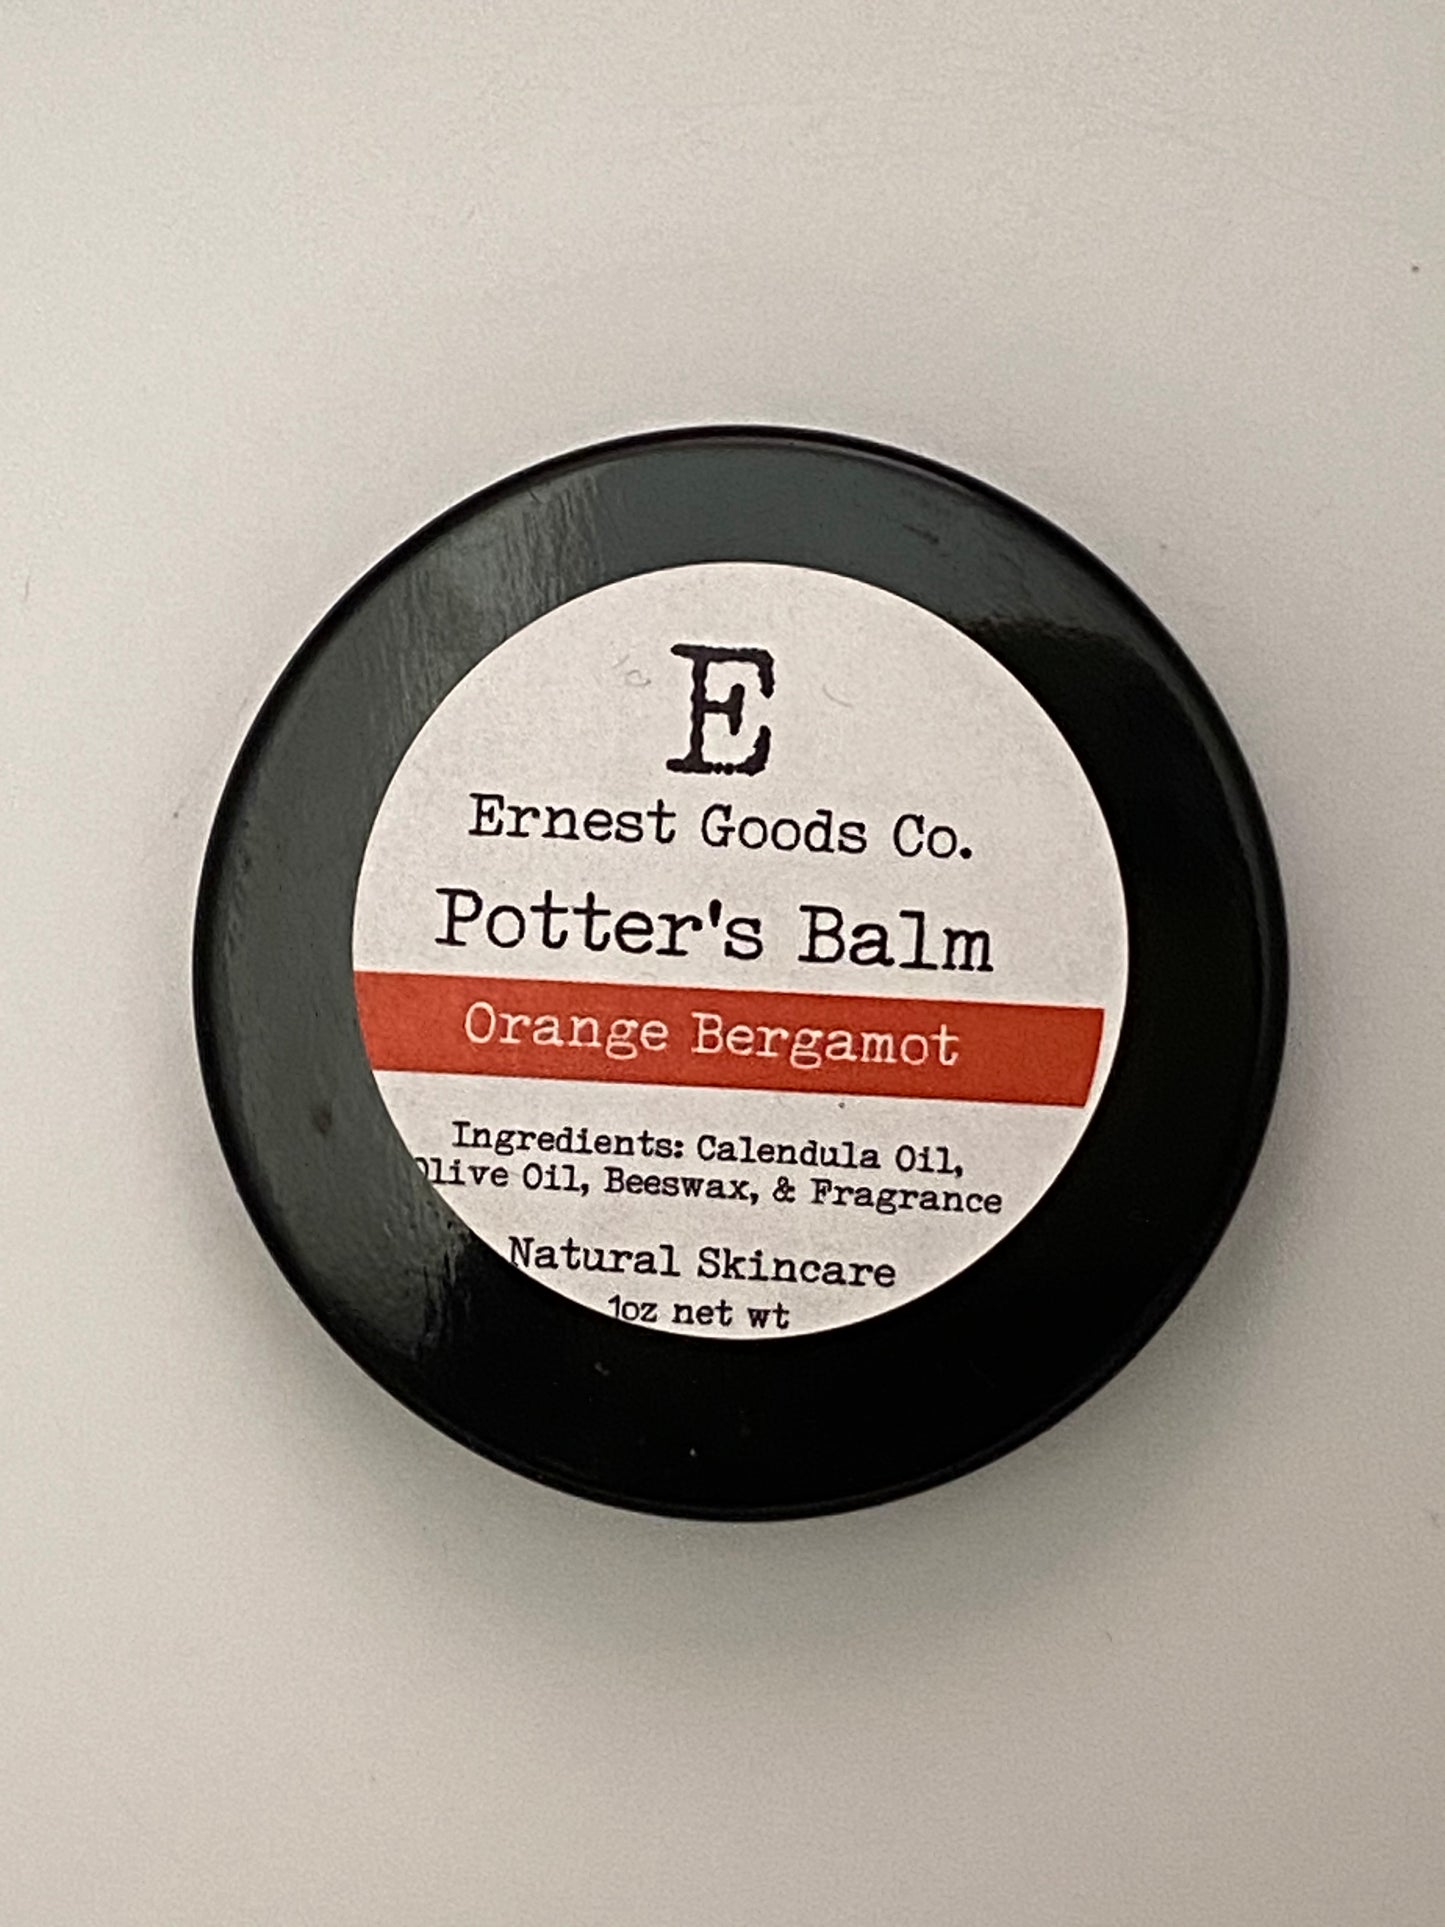 E
Ernest Goods Co.
Potter's Balm
Orange Bergamot
Ingredients: Calendula Oil,
Olive Oil, Beeswax, & Fragrance
Natural Skincare
1oz net wt